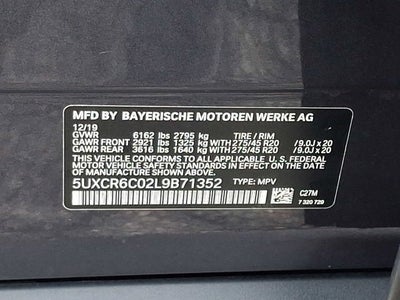 MFD BY BAYERISCHE MOTOREN WERKE AG
12/19
GVWR 6162 lbs 2795 kg TIRE / RIM
GAWR FRONT 2921 lbs 1325 kg 275/45 R20 / 9.0J x 20
GAWR REAR 3616 lbs 1640 kg 275/45 R20 / 9.0J x 20
THIS VEHICLE CONFORMS TO ALL APPLICABLE FEDERAL
MOTOR VEHICLE SAFETY STANDARDS
IN EFFECT ON THE DATE OF
MANUFACTURE SHOWN ABOVE.
5UXCR6C02L9B71352 TYPE: MPV
C27M
7 320 729